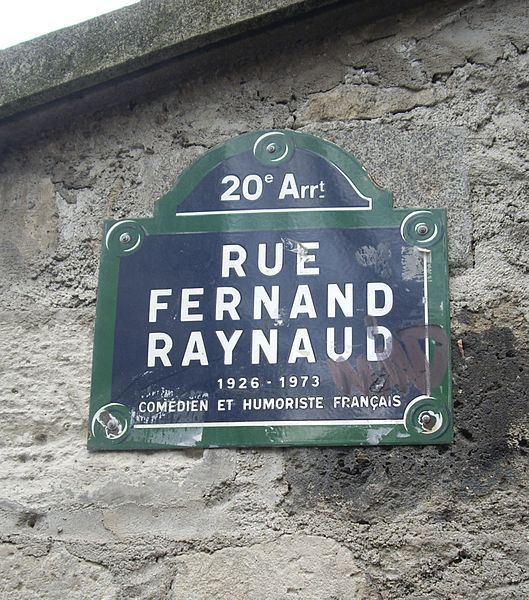 20e Arrt
RUE
FERNAND
RAYNAUD
1926 - 1973
COMÉDIEN ET HUMORISTE FRANÇAIS